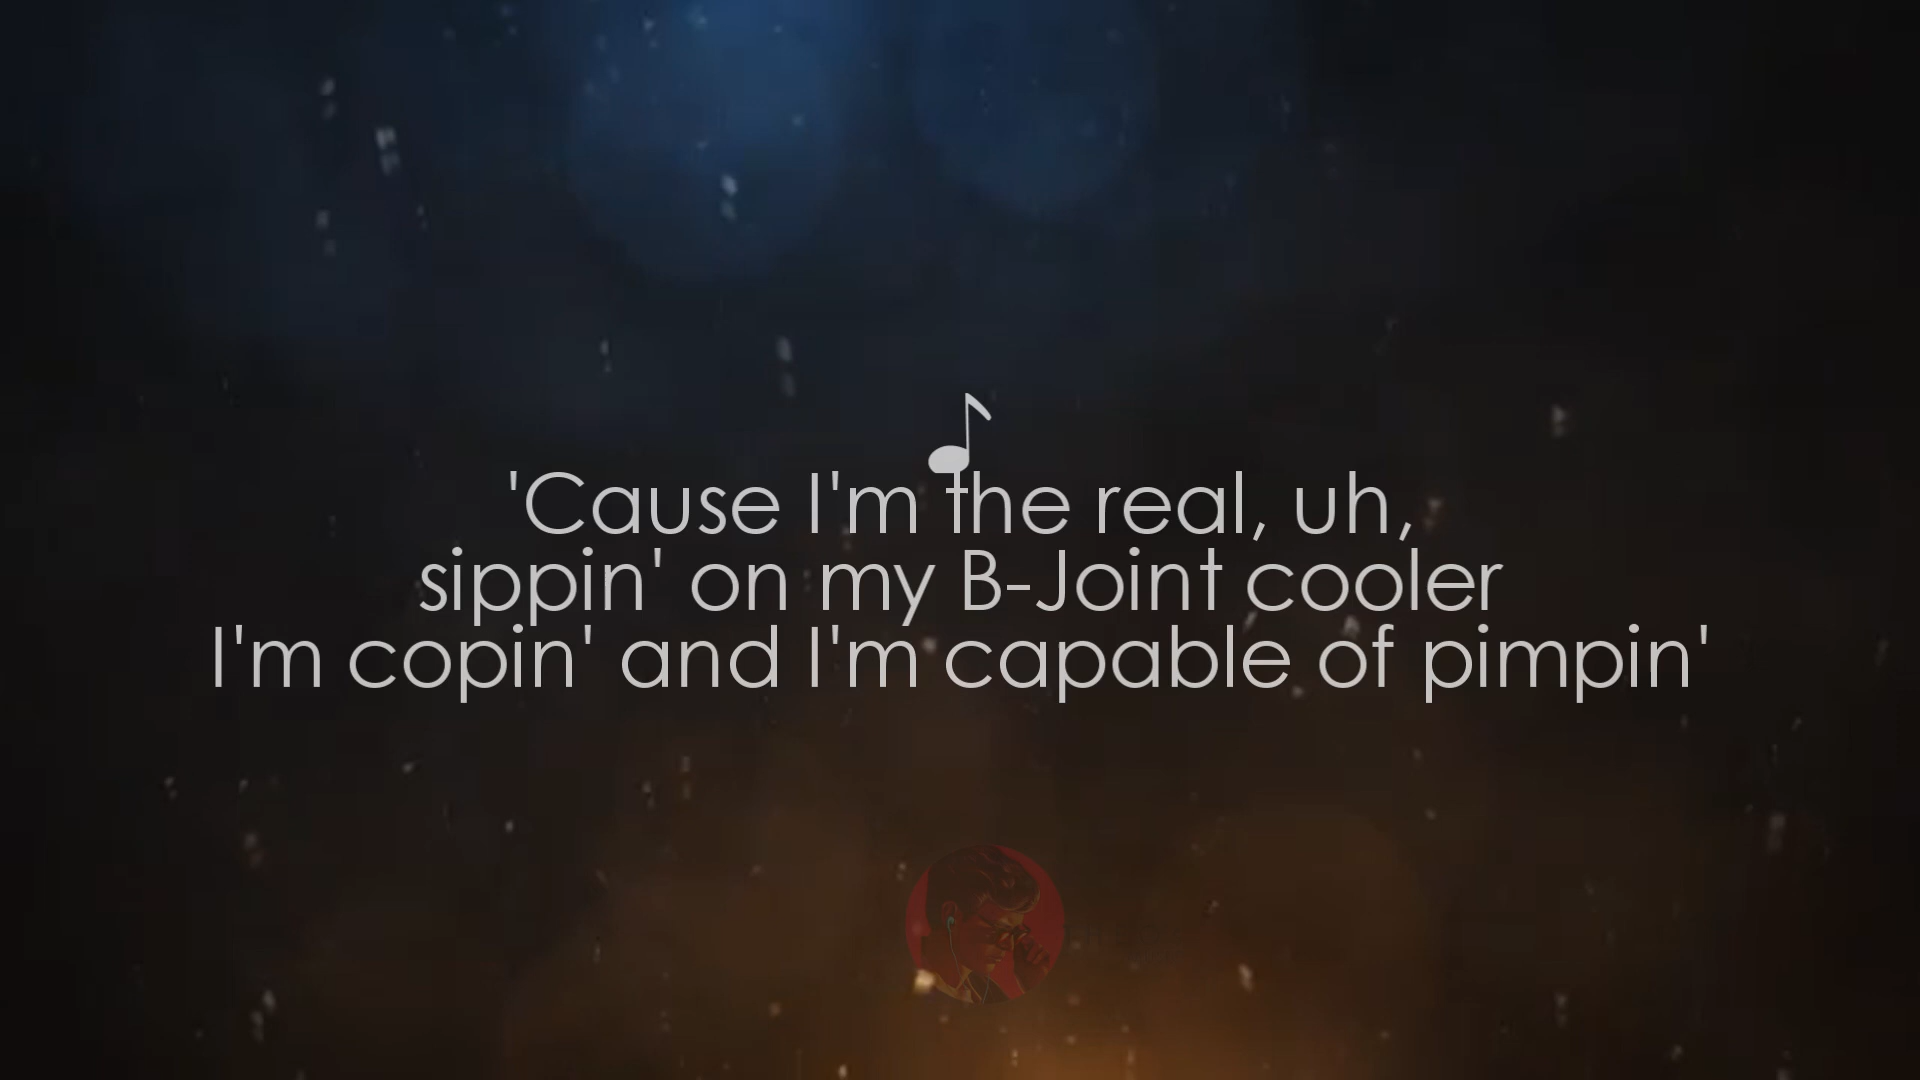 ♪
'Cause I'm the real, uh,
sippin' on my B-Joint cooler
I'm copin' and I'm capable of pimpin'